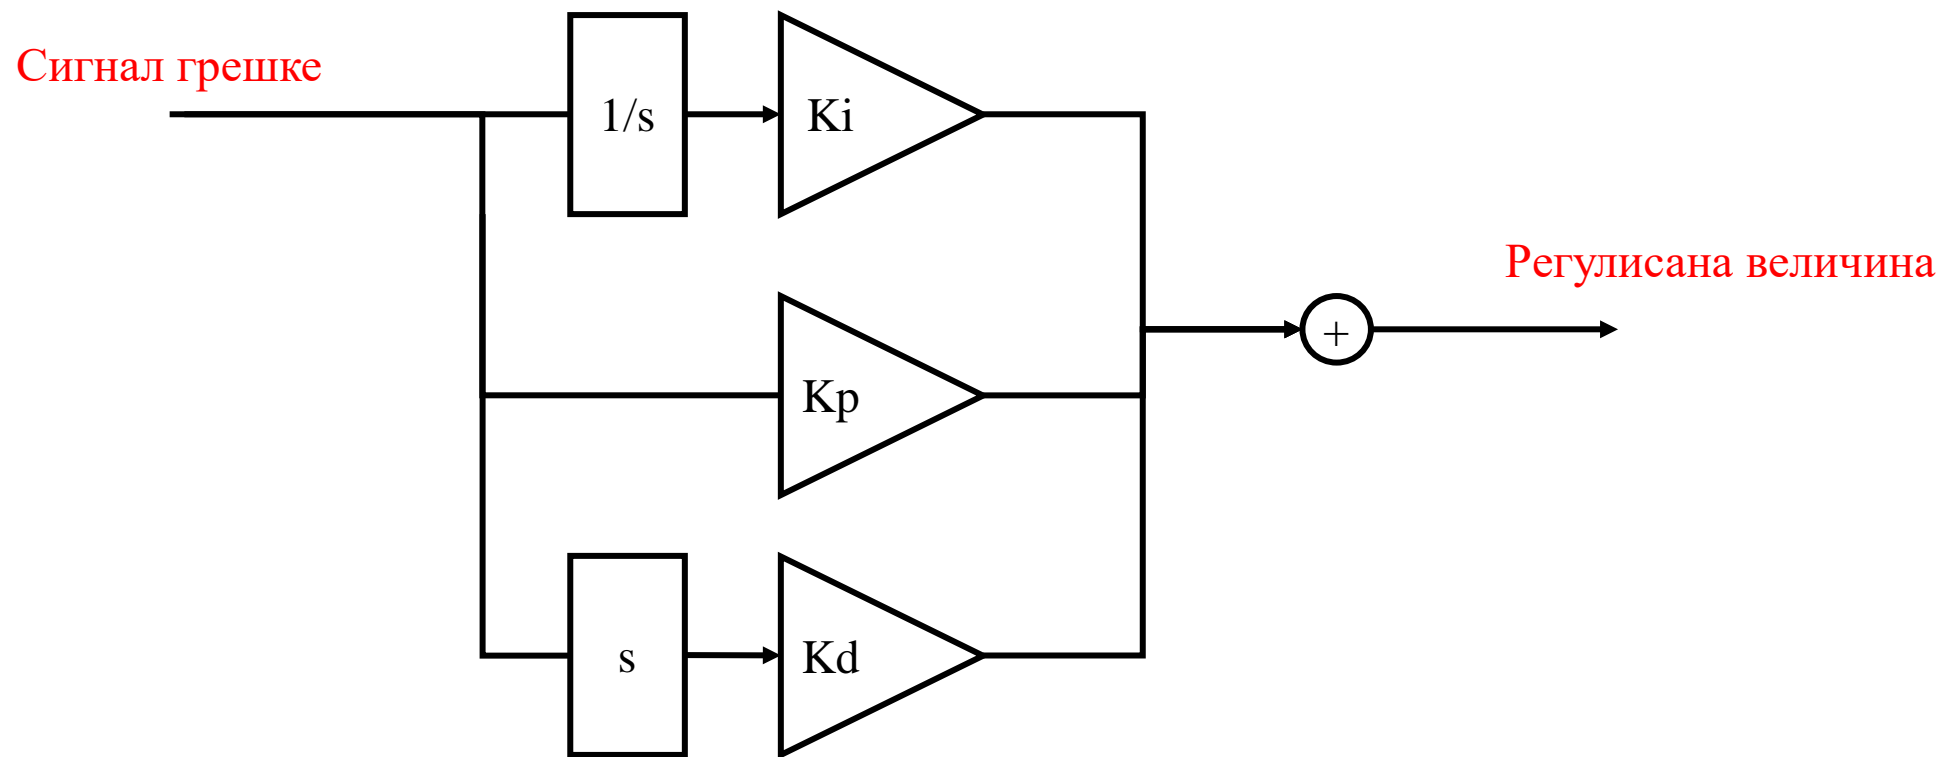 Сигнал грешке
1/s
Ki
Регулисана величина
+
Kp
s
Kd